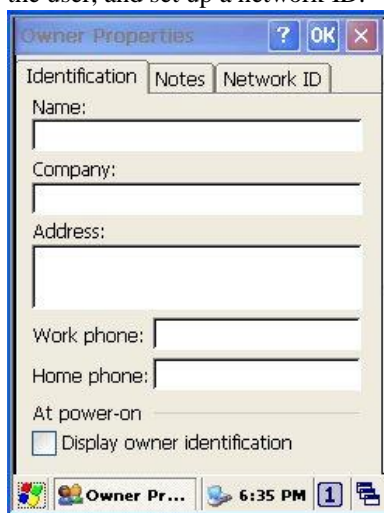 the user, and set up a network ID.
Owner Properties ? OK ×
Identification Notes Network ID
Name:
Company:
Address:
Work phone:
Home phone:
At power-on
Display owner identification
Owner Pr... 6:35 PM 1